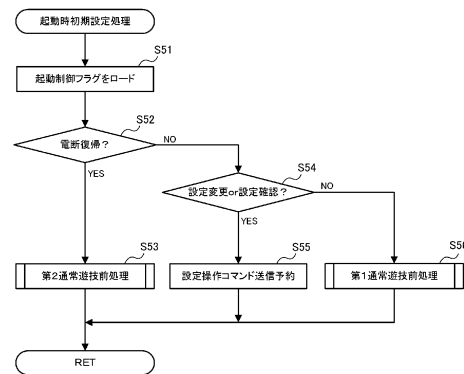 起動時初期設定処理
S51
起動制御フラグをロード
S52
電断復帰？
NO
YES
S54
設定変更or設定確認？
NO
YES
S53
第2通常遊技前処理
S55
設定操作コマンド送信予約
S56
第1通常遊技前処理
RET